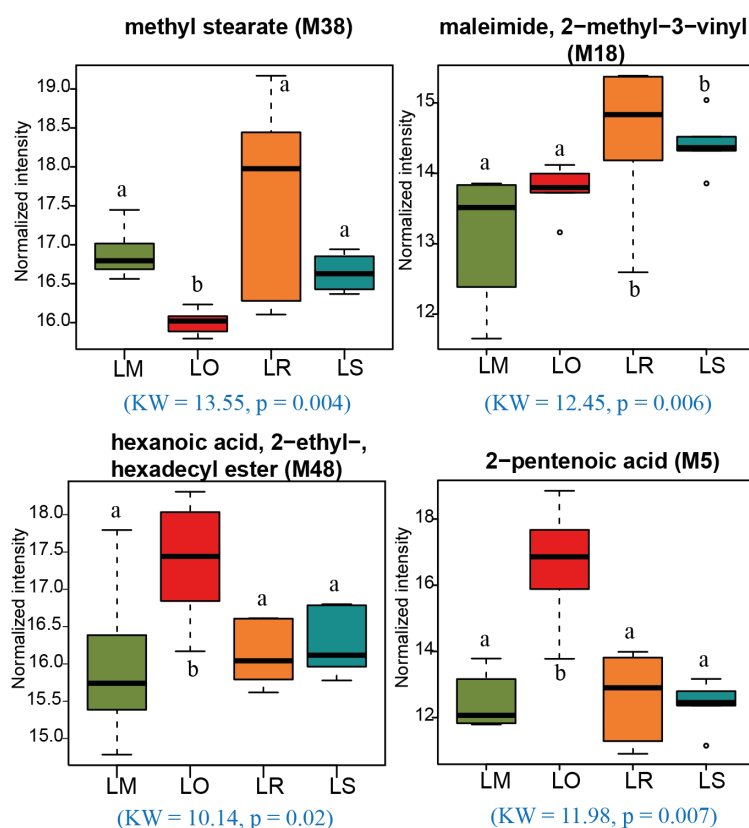 methyl stearate (M38)
Normalized intensity
19.0
18.5
18.0
17.5
17.0
16.5
16.0
a
b
a
a
LM LO LR LS
(KW = 13.55, p = 0.004)
maleimide, 2−methyl−3−vinyl
(M18)
Normalized intensity
15
14
13
12
a
a
b
b
LM LO LR LS
(KW = 12.45, p = 0.006)
hexanoic acid, 2−ethyl−,
hexadecyl ester (M48)
Normalized intensity
18.0
17.5
17.0
16.5
16.0
15.5
15.0
a
b
a
a
LM LO LR LS
(KW = 10.14, p = 0.02)
2−pentenoic acid (M5)
Normalized intensity
18
16
14
12
a
b
a
a
LM LO LR LS
(KW = 11.98, p = 0.007)